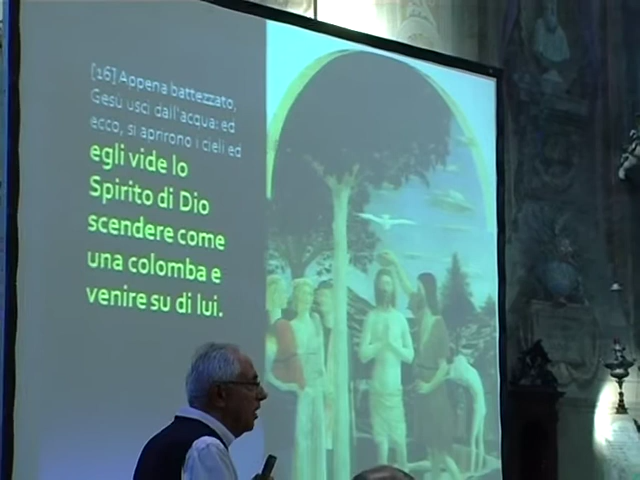 [16] Appena battezzato,
Gesù uscì dall'acqua: ed
ecco, si aprirono i cieli ed
egli vide lo
Spirito di Dio
scendere come
una colomba e
venire su di lui.